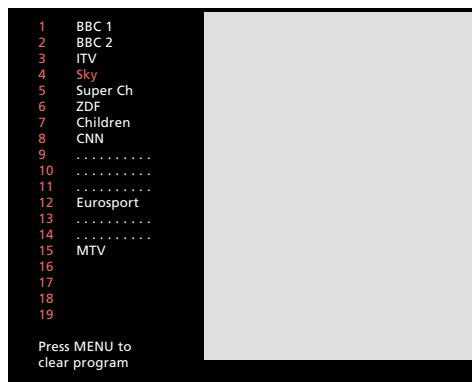 1 BBC 1
2 BBC 2
3 ITV
4 Sky
5 Super Ch
6 ZDF
7 Children
8 CNN
9 . . . . . . . . . .
10 . . . . . . . . . .
11 . . . . . . . . . .
12 Eurosport
13 . . . . . . . . . .
14 . . . . . . . . . .
15 MTV
16
17
18
19
Press MENU to
clear program